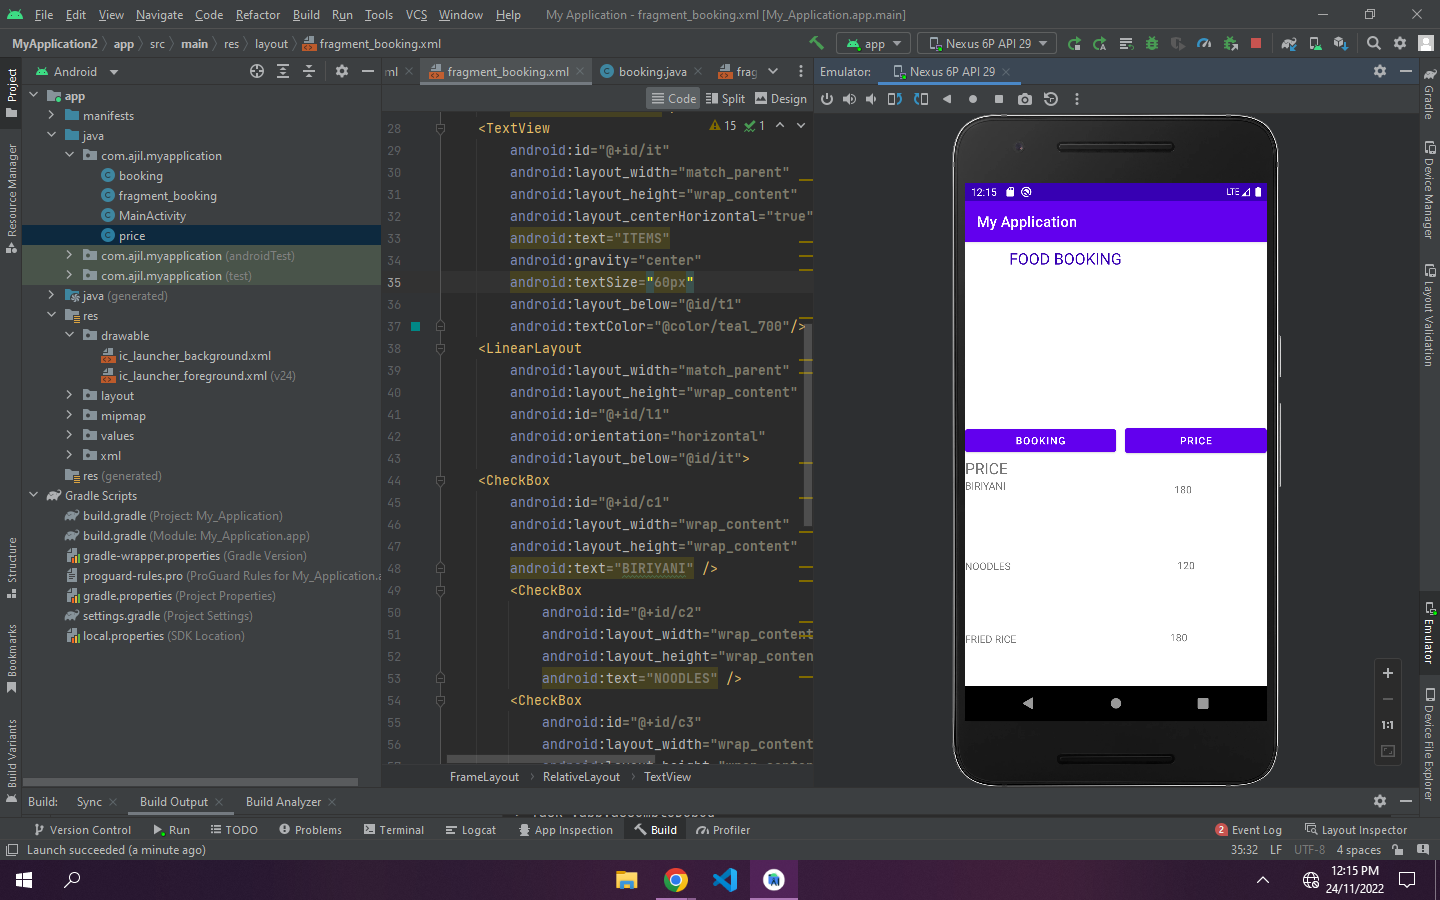 File Edit View Navigate Code Refactor Build Run Tools VCS Window Help My Application - fragment_booking.xml [My_Application.app.main]
MyApplication2 app src main res layout fragment_booking.xml app Nexus 6P API 29
Android ml fragment_booking.xml booking.java frag Emulator: Nexus 6P API 29
Code Split Design
15 1
Project
Resource Manager
Structure
Bookmarks
Build Variants
app
manifests
java
com.ajil.myapplication
booking
fragment_booking
MainActivity
price
com.ajil.myapplication (androidTest)
com.ajil.myapplication (test)
java (generated)
res
drawable
ic_launcher_background.xml
ic_launcher_foreground.xml (v24)
layout
mipmap
values
xml
res (generated)
Gradle Scripts
build.gradle (Project: My_Application)
build.gradle (Module: My_Application.app)
gradle-wrapper.properties (Gradle Version)
proguard-rules.pro (ProGuard Rules for My_Application.a
gradle.properties (Project Properties)
settings.gradle (Project Settings)
local.properties (SDK Location)
28 <TextView
29 android:id="@+id/it"
30 android:layout_width="match_parent"
31 android:layout_height="wrap_content"
32 android:layout_centerHorizontal="true"
33 android:text="ITEMS"
34 android:gravity="center"
35 android:textSize="60px"
36 android:layout_below="@id/t1"
37 android:textColor="@color/teal_700"/>
38 <LinearLayout
39 android:layout_width="match_parent"
40 android:layout_height="wrap_content"
41 android:id="@+id/l1"
42 android:orientation="horizontal"
43 android:layout_below="@id/it">
44 <CheckBox
45 android:id="@+id/c1"
46 android:layout_width="wrap_content"
47 android:layout_height="wrap_content"
48 android:text="BIRIYANI" />
49 <CheckBox
50 android:id="@+id/c2"
51 android:layout_width="wrap_content
52 android:layout_height="wrap_conten
53 android:text="NOODLES" />
54 <CheckBox
55 android:id="@+id/c3"
56 android:layout_width="wrap_content
FrameLayout RelativeLayout TextView
12:15 LTE
My Application
FOOD BOOKING
BOOKING PRICE
PRICE
BIRIYANI 180
NOODLES 120
FRIED RICE 180
1:1
Gradle
Device Manager
Layout Validation
Emulator
Device File Explorer
Build: Sync Build Output Build Analyzer
Version Control Run TODO Problems Terminal Logcat App Inspection Build Profiler 2 Event Log Layout Inspector
Launch succeeded (a minute ago) 35:32 LF UTF-8 4 spaces
12:15 PM
24/11/2022